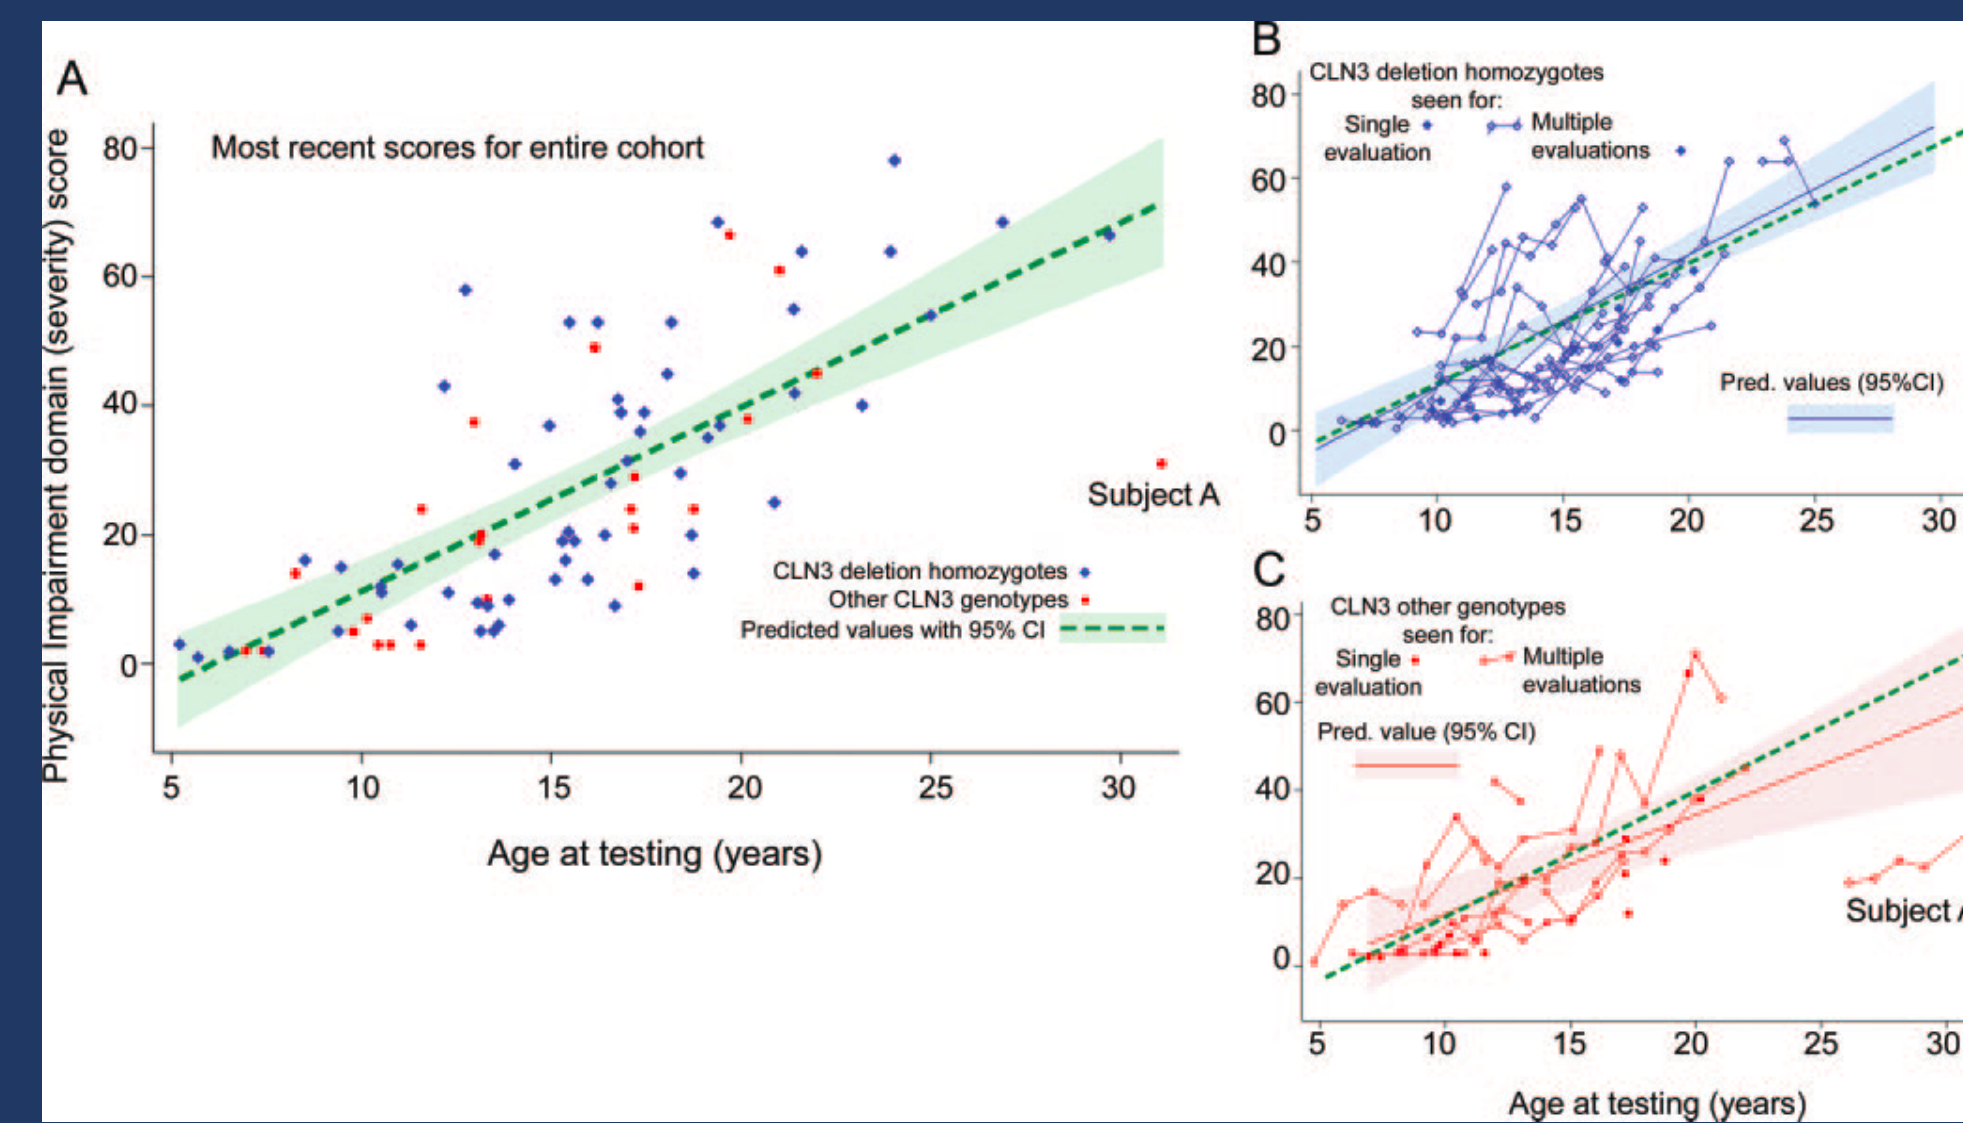 A
Physical Impairment domain (severity) score
80
60
40
20
0
Most recent scores for entire cohort
Subject A
CLN3 deletion homozygotes
Other CLN3 genotypes
Predicted values with 95% CI
5 10 15 20 25 30
Age at testing (years)
B
80
60
40
20
0
CLN3 deletion homozygotes
seen for:
Single
evaluation
Multiple
evaluations
Pred. values (95%CI)
5 10 15 20 25 30
C
80
60
40
20
0
CLN3 other genotypes
seen for:
Single
evaluation
Multiple
evaluations
Pred. value (95% CI)
Subject A
5 10 15 20 25 30
Age at testing (years)